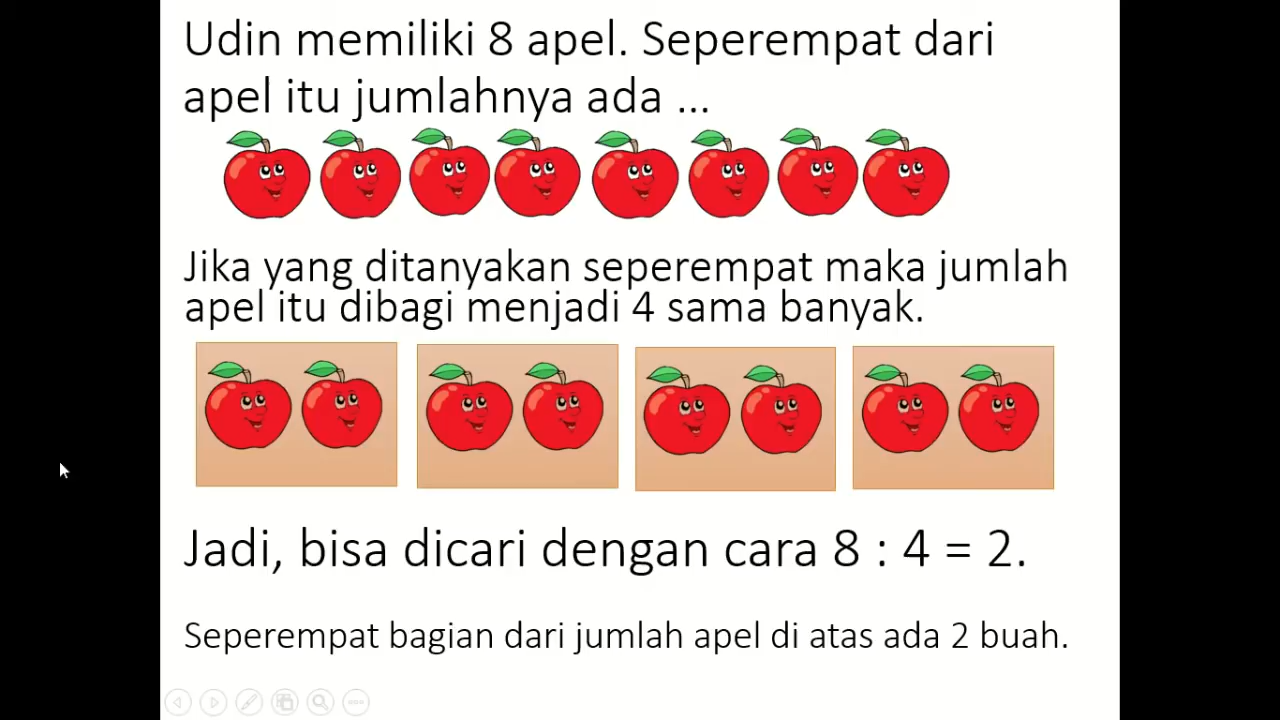 Udin memiliki 8 apel. Seperempat dari
apel itu jumlahnya ada ...
Jika yang ditanyakan seperempat maka jumlah
apel itu dibagi menjadi 4 sama banyak.
Jadi, bisa dicari dengan cara 8 : 4 = 2.
Seperempat bagian dari jumlah apel di atas ada 2 buah.